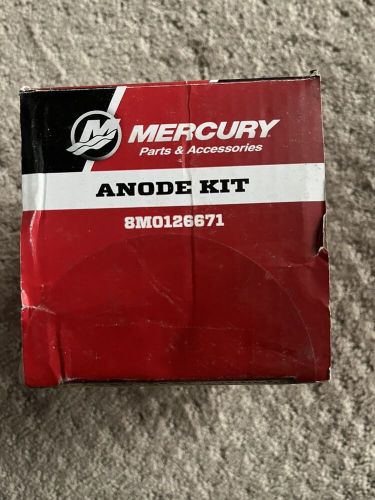 MERCURY
Parts & Accessories
ANODE KIT
8M0126671